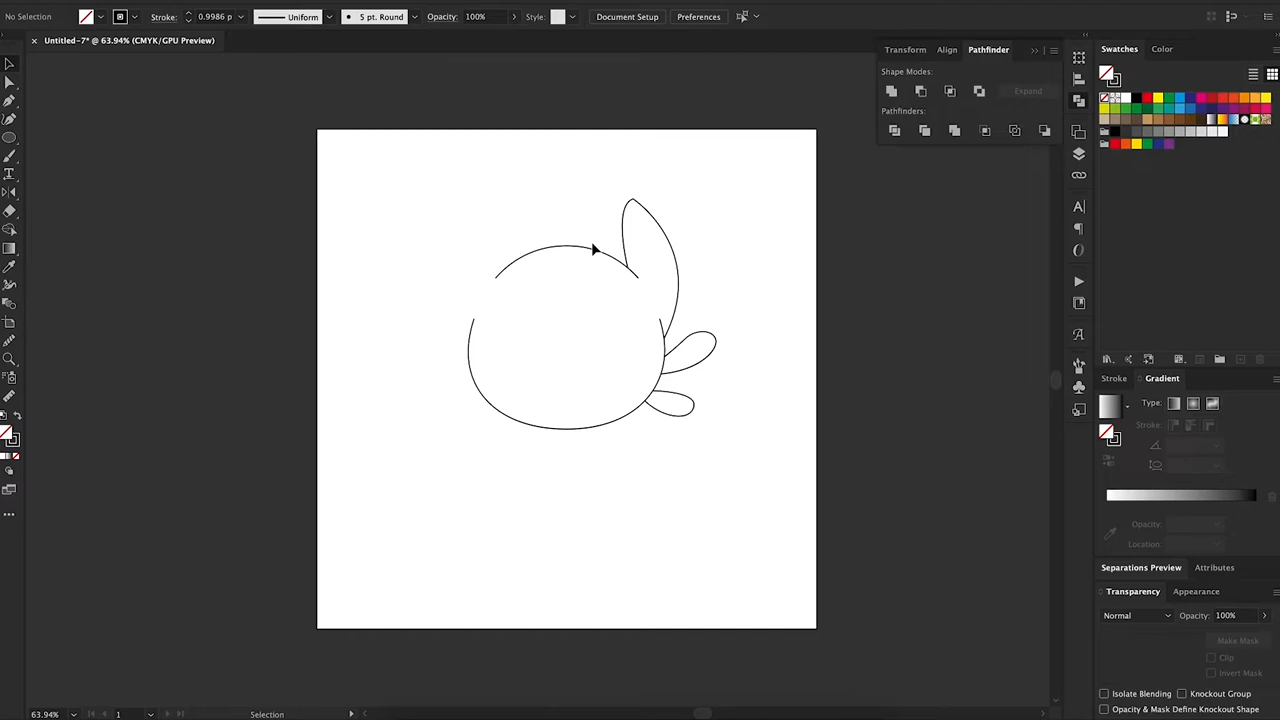 No Selection Stroke: 0.9986 p Uniform 5 pt. Round Opacity: 100% Style: Document Setup Preferences
× Untitled-7* @ 63.94% (CMYK/GPU Preview)
Transform Align Pathfinder
Shape Modes:
Expand
Pathfinders:
Swatches Color
Stroke Gradient
Type:
Stroke:
Opacity:
Location:
Separations Preview Attributes
Transparency Appearance
Normal Opacity: 100%
Make Mask
Clip
Invert Mask
Isolate Blending Knockout Group
Opacity & Mask Define Knockout Shape
63.94% 1 Selection